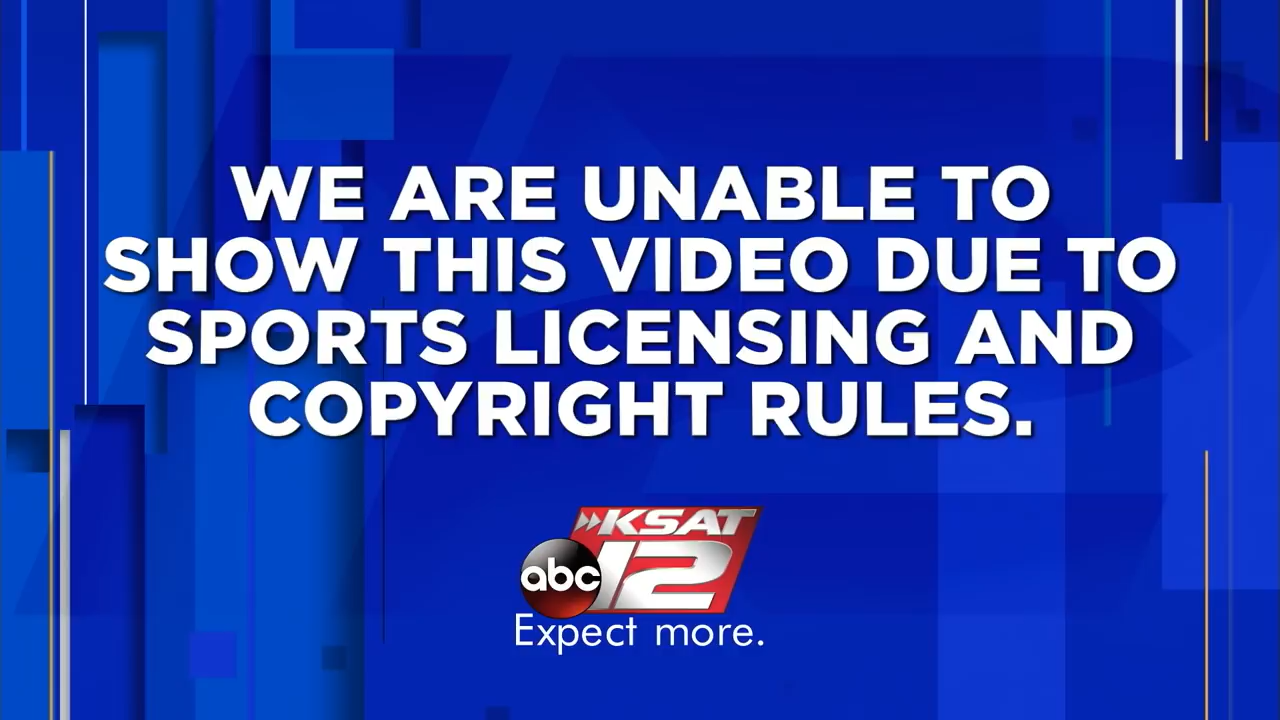 WE ARE UNABLE TO
SHOW THIS VIDEO DUE TO
SPORTS LICENSING AND
COPYRIGHT RULES.
KSAT
abc 12
Expect more.